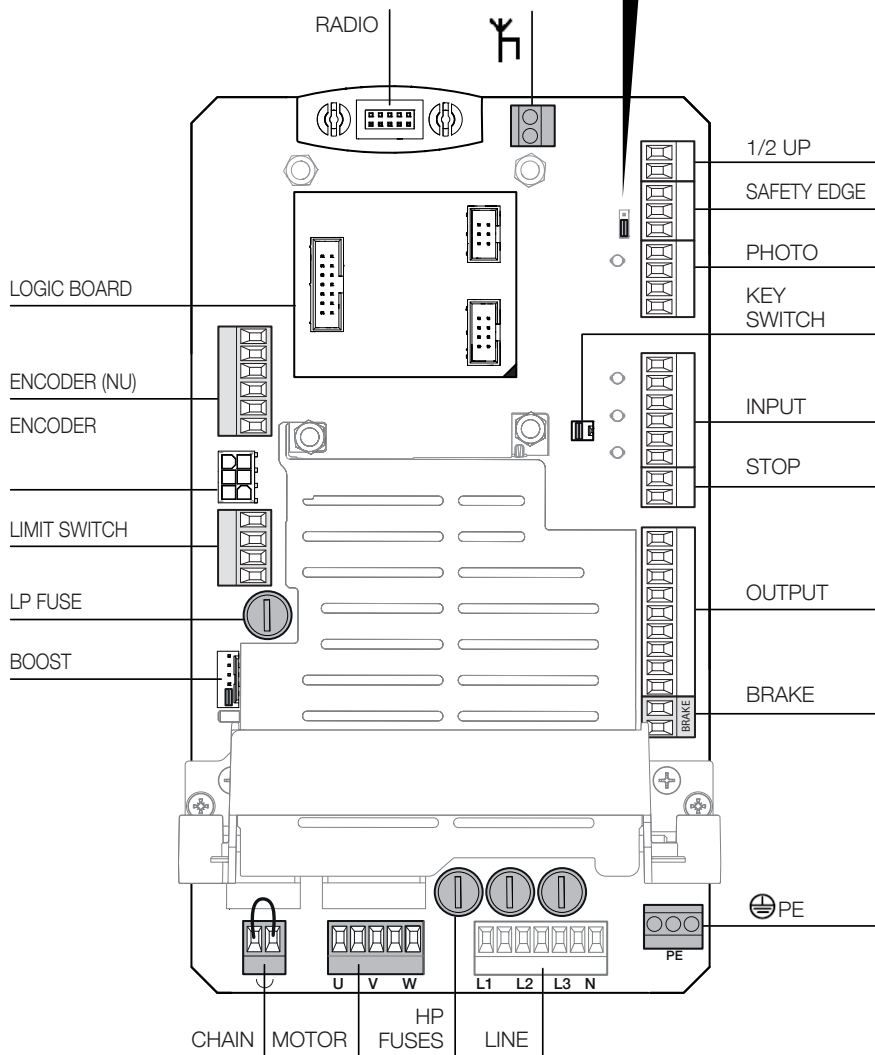 RADIO
1/2 UP
SAFETY EDGE
PHOTO
KEY
SWITCH
LOGIC BOARD
ENCODER (NU)
ENCODER
INPUT
STOP
LIMIT SWITCH
LP FUSE
OUTPUT
BOOST
BRAKE
BRAKE
PE
PE
U V W
L1 L2 L3 N
CHAIN
MOTOR
HP
FUSES
LINE